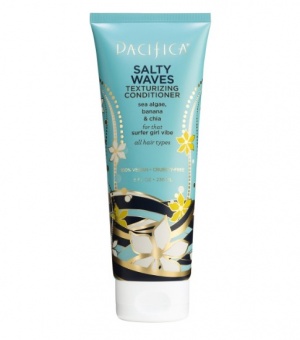 PACIFICA
SALTY
WAVES
TEXTURIZING
CONDITIONER
sea algae,
banana
& chia
for that
surfer girl vibe
all hair types